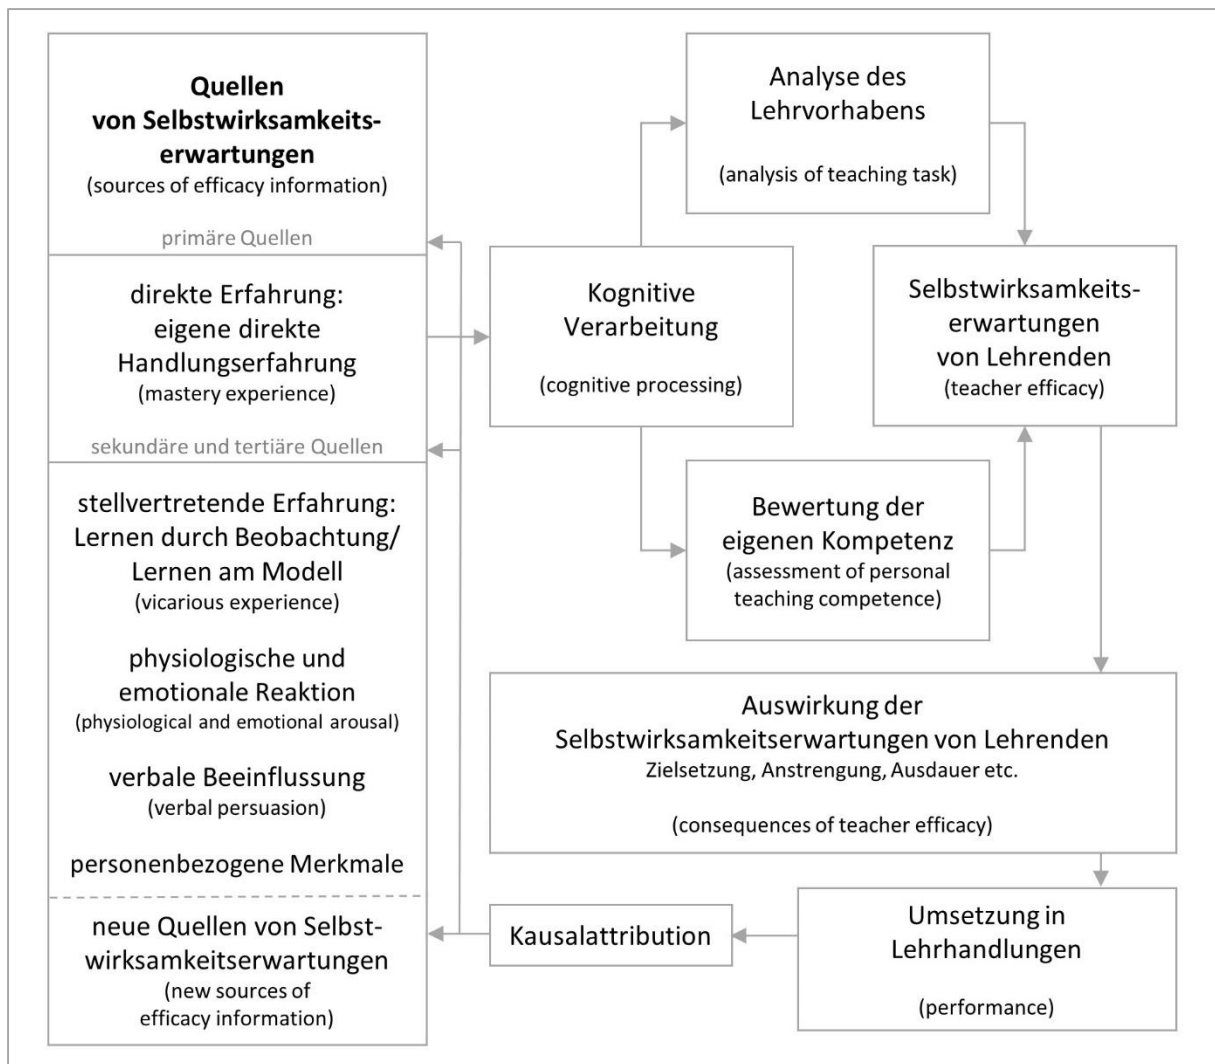 Quellen
von Selbstwirksamkeits-
erwartungen
(sources of efficacy information)
primäre Quellen
direkte Erfahrung:
eigene direkte
Handlungserfahrung
(mastery experience)
sekundäre und tertiäre Quellen
stellvertretende Erfahrung:
Lernen durch Beobachtung/
Lernen am Modell
(vicarious experience)
physiologische und
emotionale Reaktion
(physiological and emotional arousal)
verbale Beeinflussung
(verbal persuasion)
personenbezogene Merkmale
neue Quellen von Selbst-
wirksamkeitserwartungen
(new sources of
efficacy information)
Kognitive
Verarbeitung
(cognitive processing)
Analyse des
Lehrvorhabens
(analysis of teaching task)
Bewertung der
eigenen Kompetenz
(assessment of personal
teaching competence)
Selbstwirksamkeits-
erwartungen
von Lehrenden
(teacher efficacy)
Auswirkung der
Selbstwirksamkeitserwartungen von Lehrenden
Zielsetzung, Anstrengung, Ausdauer etc.
(consequences of teacher efficacy)
Umsetzung in
Lehrhandlungen
(performance)
Kausalattribution